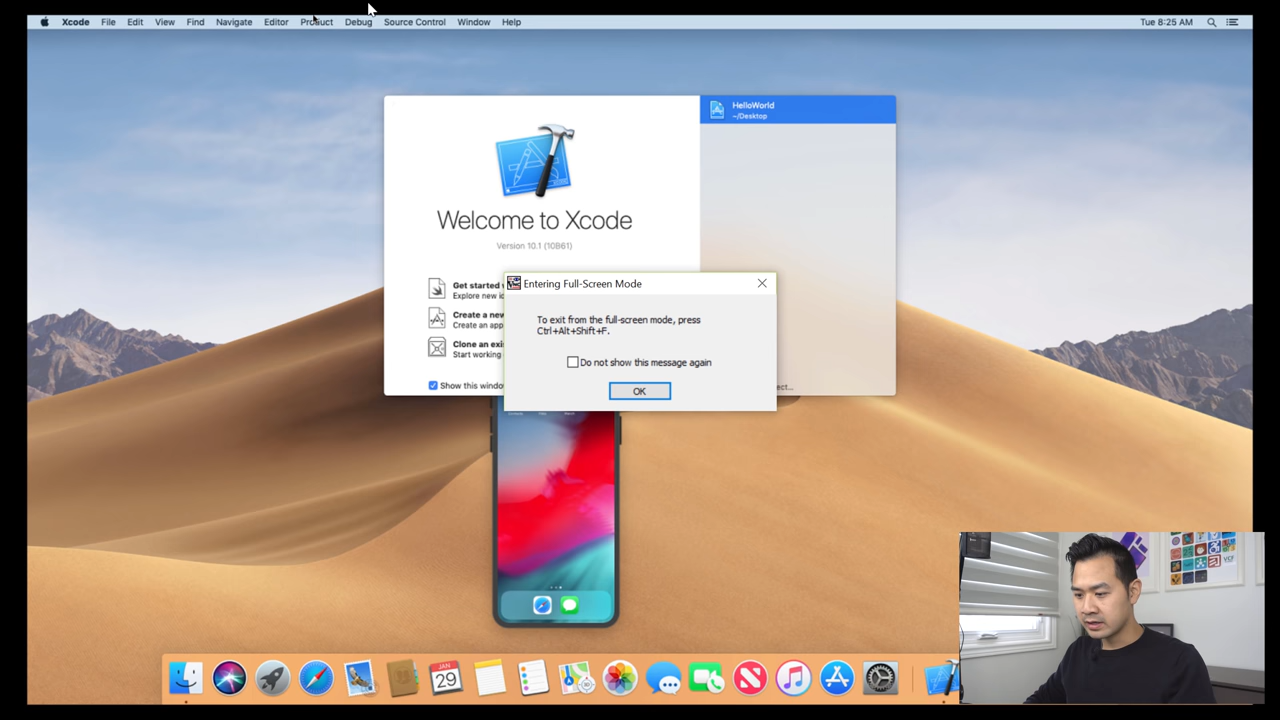 Xcode File Edit View Find Navigate Editor Product Debug Source Control Window Help Tue 8:25 AM
HelloWorld
~/Desktop
Welcome to Xcode
Version 10.1 (10B61)
Get started
Explore new
Create a new
Create an app
Clone an
Start working
Show this
Entering Full-Screen Mode
To exit from the full-screen mode, press
Ctrl+Alt+Shift+F.
Do not show this message again
OK
JAN
29